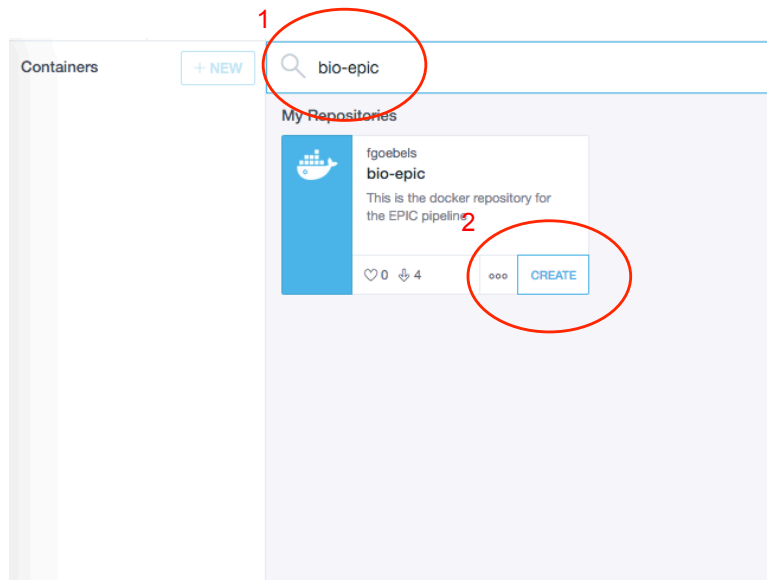 1
Containers
+ NEW
bio-epic
My Repositories
fgoebels
bio-epic
This is the docker repository for
the EPIC pipeline
2
0 4
ooo
CREATE